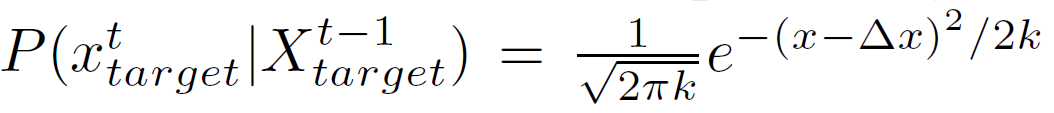 P(x^t_{target}|X^{t-1}_{target}) = \frac{1}{\sqrt{2\pi k}} e^{-(x-\Delta x)^2/2k}